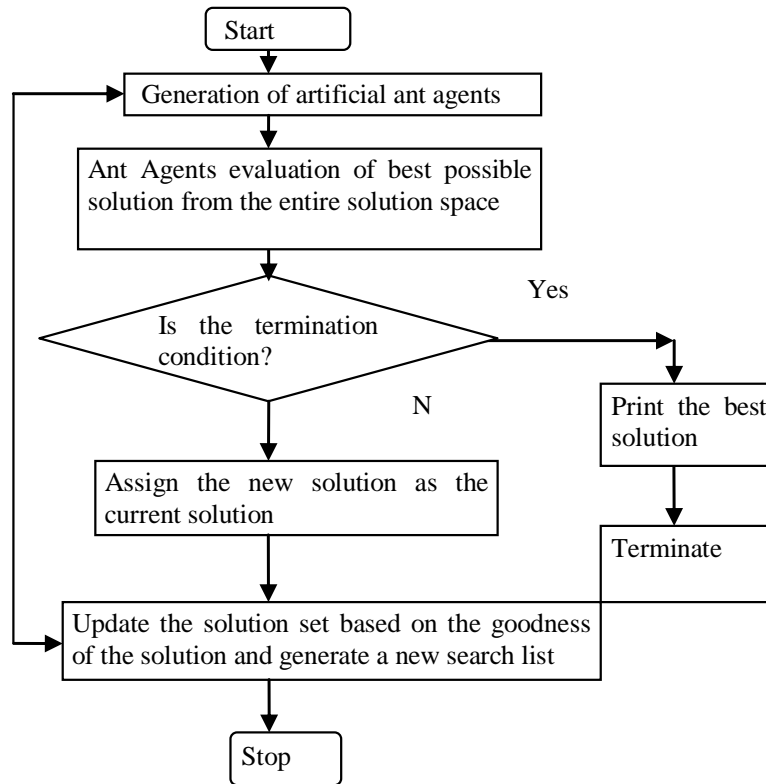 Start
Generation of artificial ant agents
Ant Agents evaluation of best possible
solution from the entire solution space
Yes
Is the termination
condition?
N
Print the best
solution
Assign the new solution as the
current solution
Terminate
Update the solution set based on the goodness
of the solution and generate a new search list
Stop